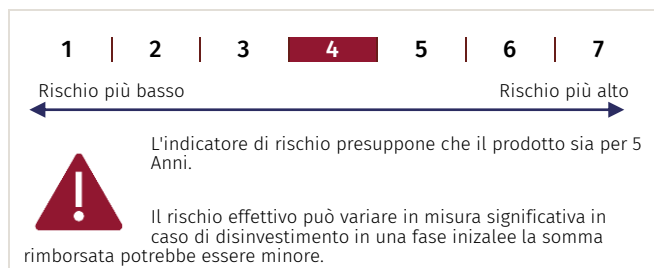 1 | 2 | 3 | 4 | 5 | 6 | 7
Rischio più basso Rischio più alto
L'indicatore di rischio presuppone che il prodotto sia per 5
Anni.
Il rischio effettivo può variare in misura significativa in
caso di disinvestimento in una fase inizalee la somma
rimborsata potrebbe essere minore.